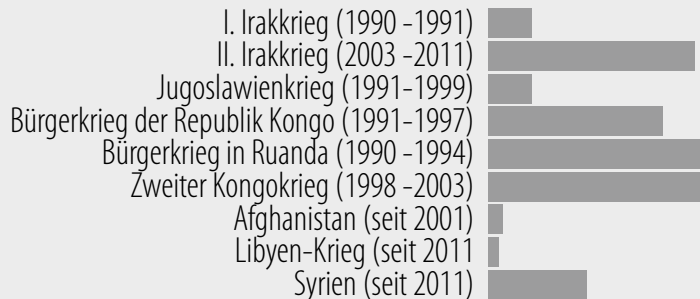 I. Irakkrieg (1990 -1991)
II. Irakkrieg (2003 -2011)
Jugoslawienkrieg (1991-1999)
Bürgerkrieg der Republik Kongo (1991-1997)
Bürgerkrieg in Ruanda (1990 -1994)
Zweiter Kongokrieg (1998 -2003)
Afghanistan (seit 2001)
Libyen-Krieg (seit 2011
Syrien (seit 2011)